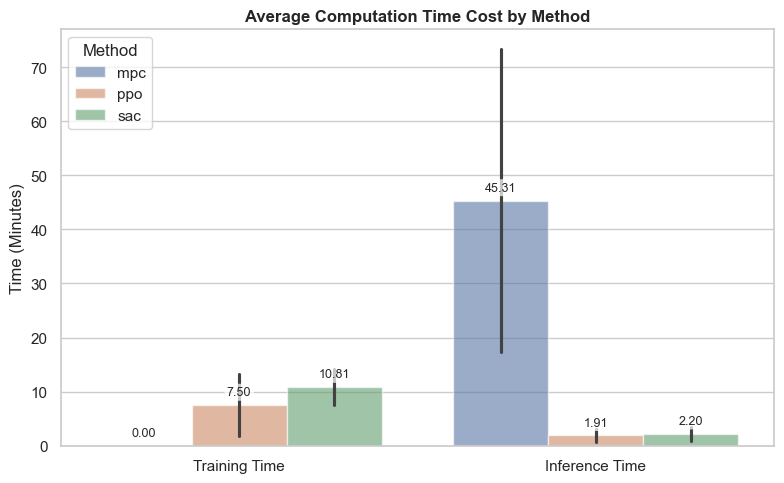 Average Computation Time Cost by Method
Method
mpc
ppo
sac
Time (Minutes)
70
60
50
40
30
20
10
0
0.00
7.50
10.81
45.31
1.91
2.20
Training Time
Inference Time